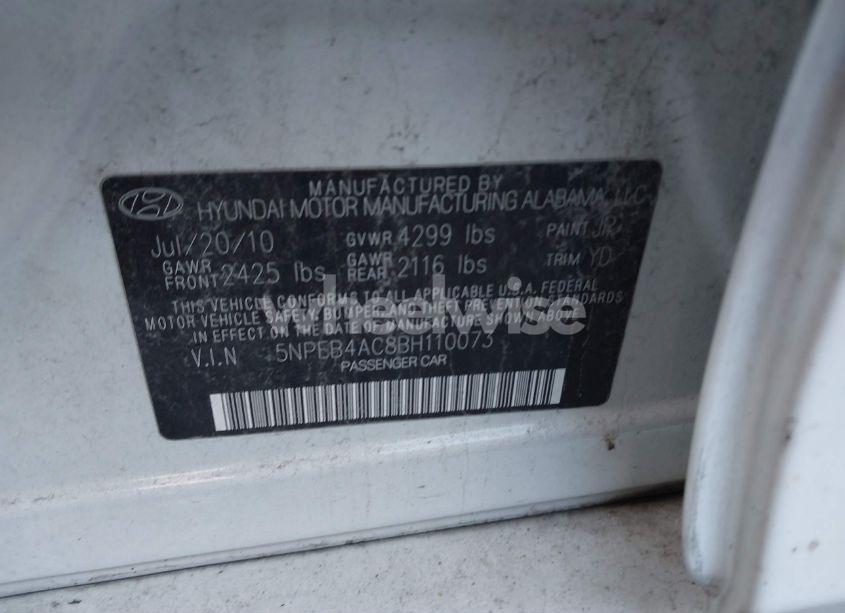 MANUFACTURED BY
HYUNDAI MOTOR MANUFACTURING ALABAMA, LLC
Jul/20/10 GVWR 4299 lbs PAINT
GAWR FRONT 2425 lbs GAWR REAR 2116 lbs TRIM YD
THIS VEHICLE CONFORMS TO ALL APPLICABLE U.S.A. FEDERAL
MOTOR VEHICLE SAFETY, BUMPER AND THEFT PREVENTION STANDARDS
IN EFFECT ON THE DATE OF MANUFACTURE SHOWN ABOVE
V.I.N 5NPEB4AC8BH110073
PASSENGER CAR
wheelwise